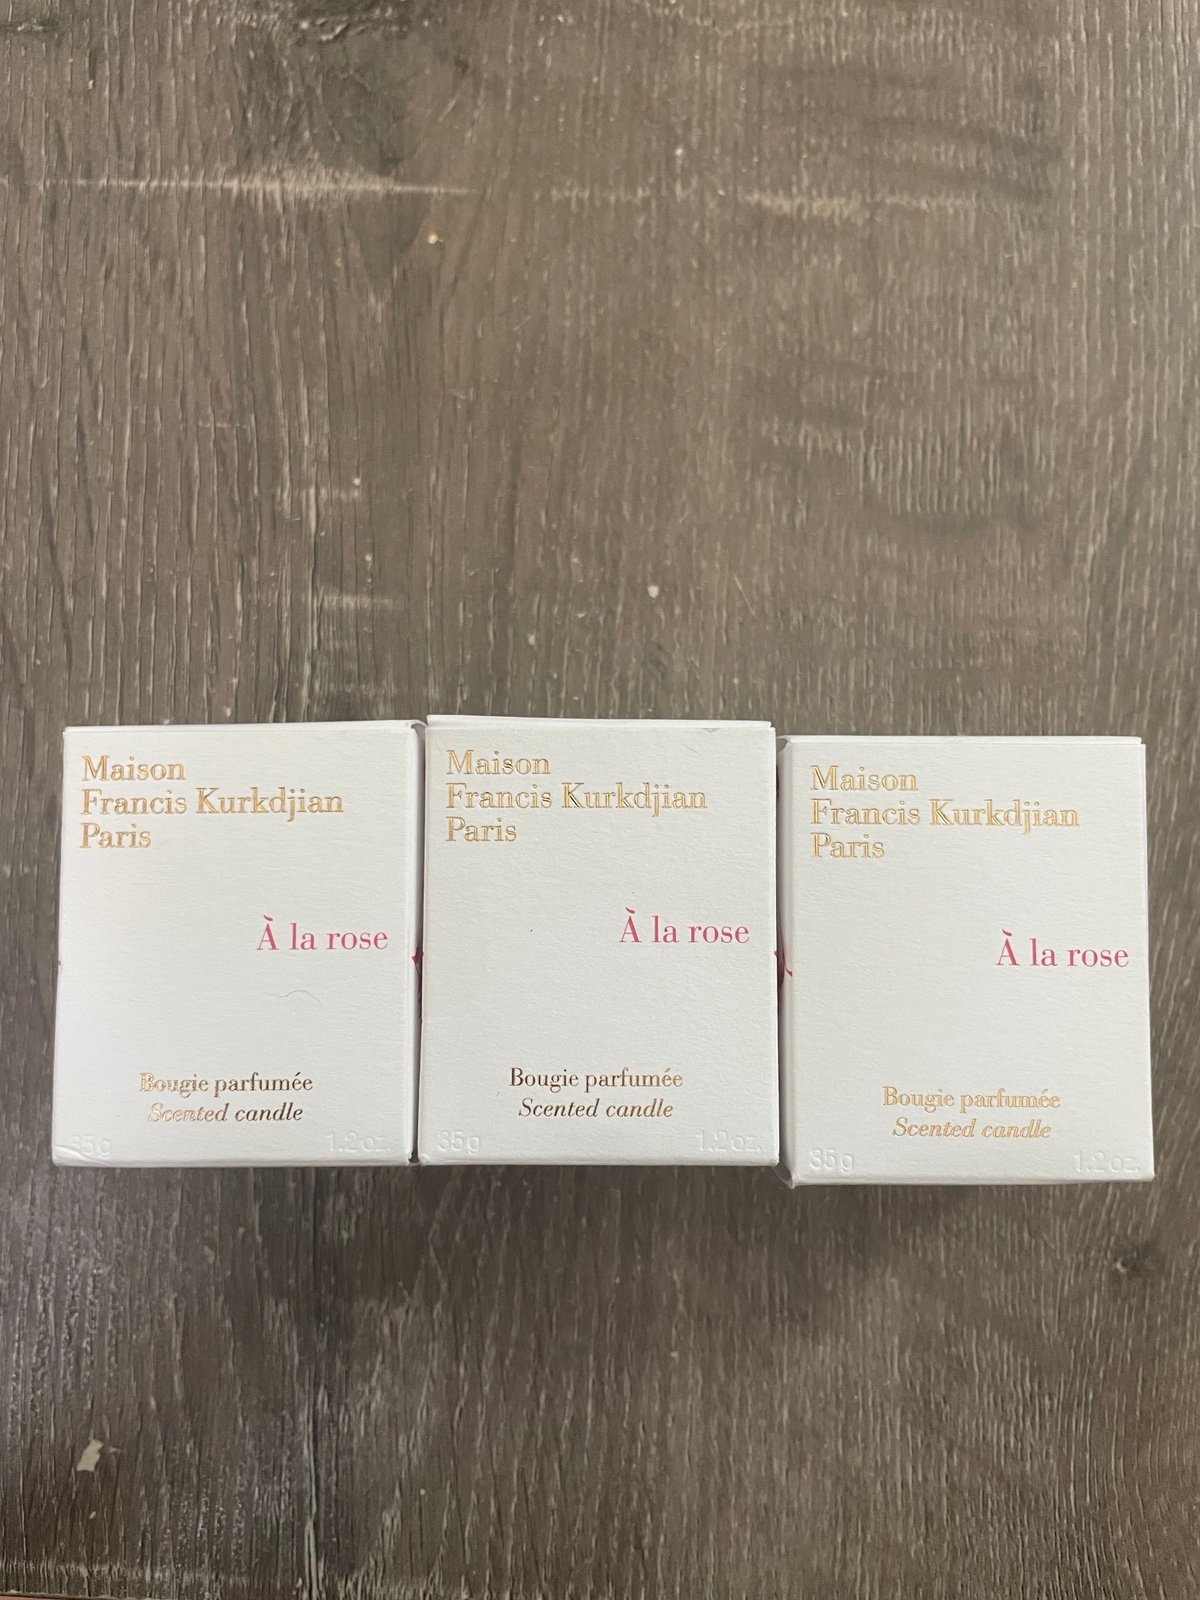 Maison
Francis Kurkdjian
Paris
À la rose
Bougie parfumée
Scented candle
35g 1.2 oz.
Maison
Francis Kurkdjian
Paris
À la rose
Bougie parfumée
Scented candle
35g 1.2 oz.
Maison
Francis Kurkdjian
Paris
À la rose
Bougie parfumée
Scented candle
35g 1.2 oz.